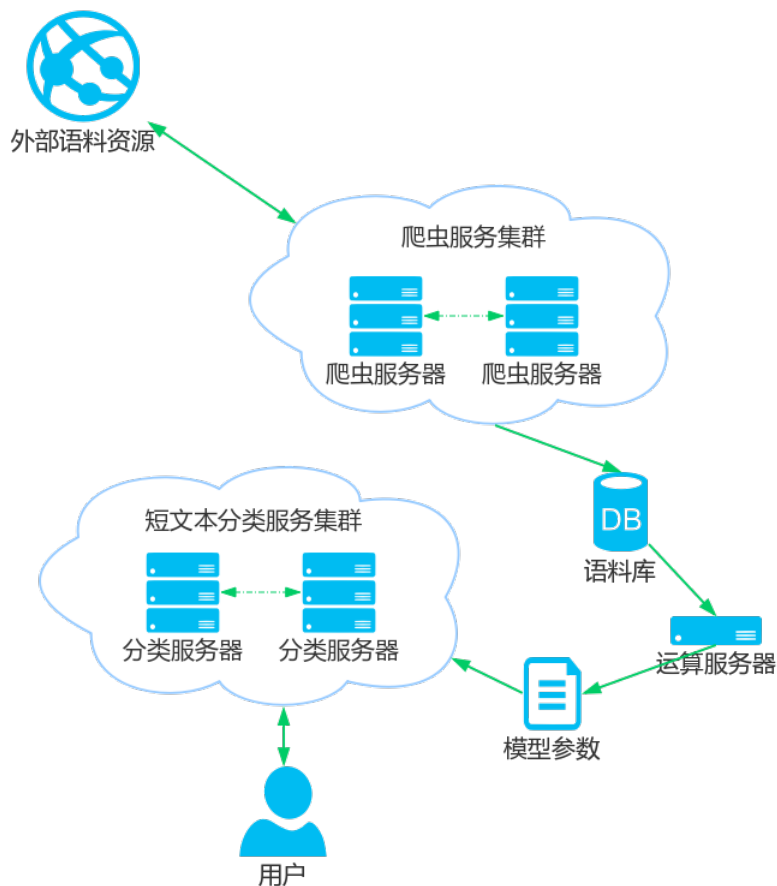 外部语料资源
爬虫服务集群
爬虫服务器 爬虫服务器
DB
语料库
短文本分类服务集群
分类服务器 分类服务器
运算服务器
模型参数
用户